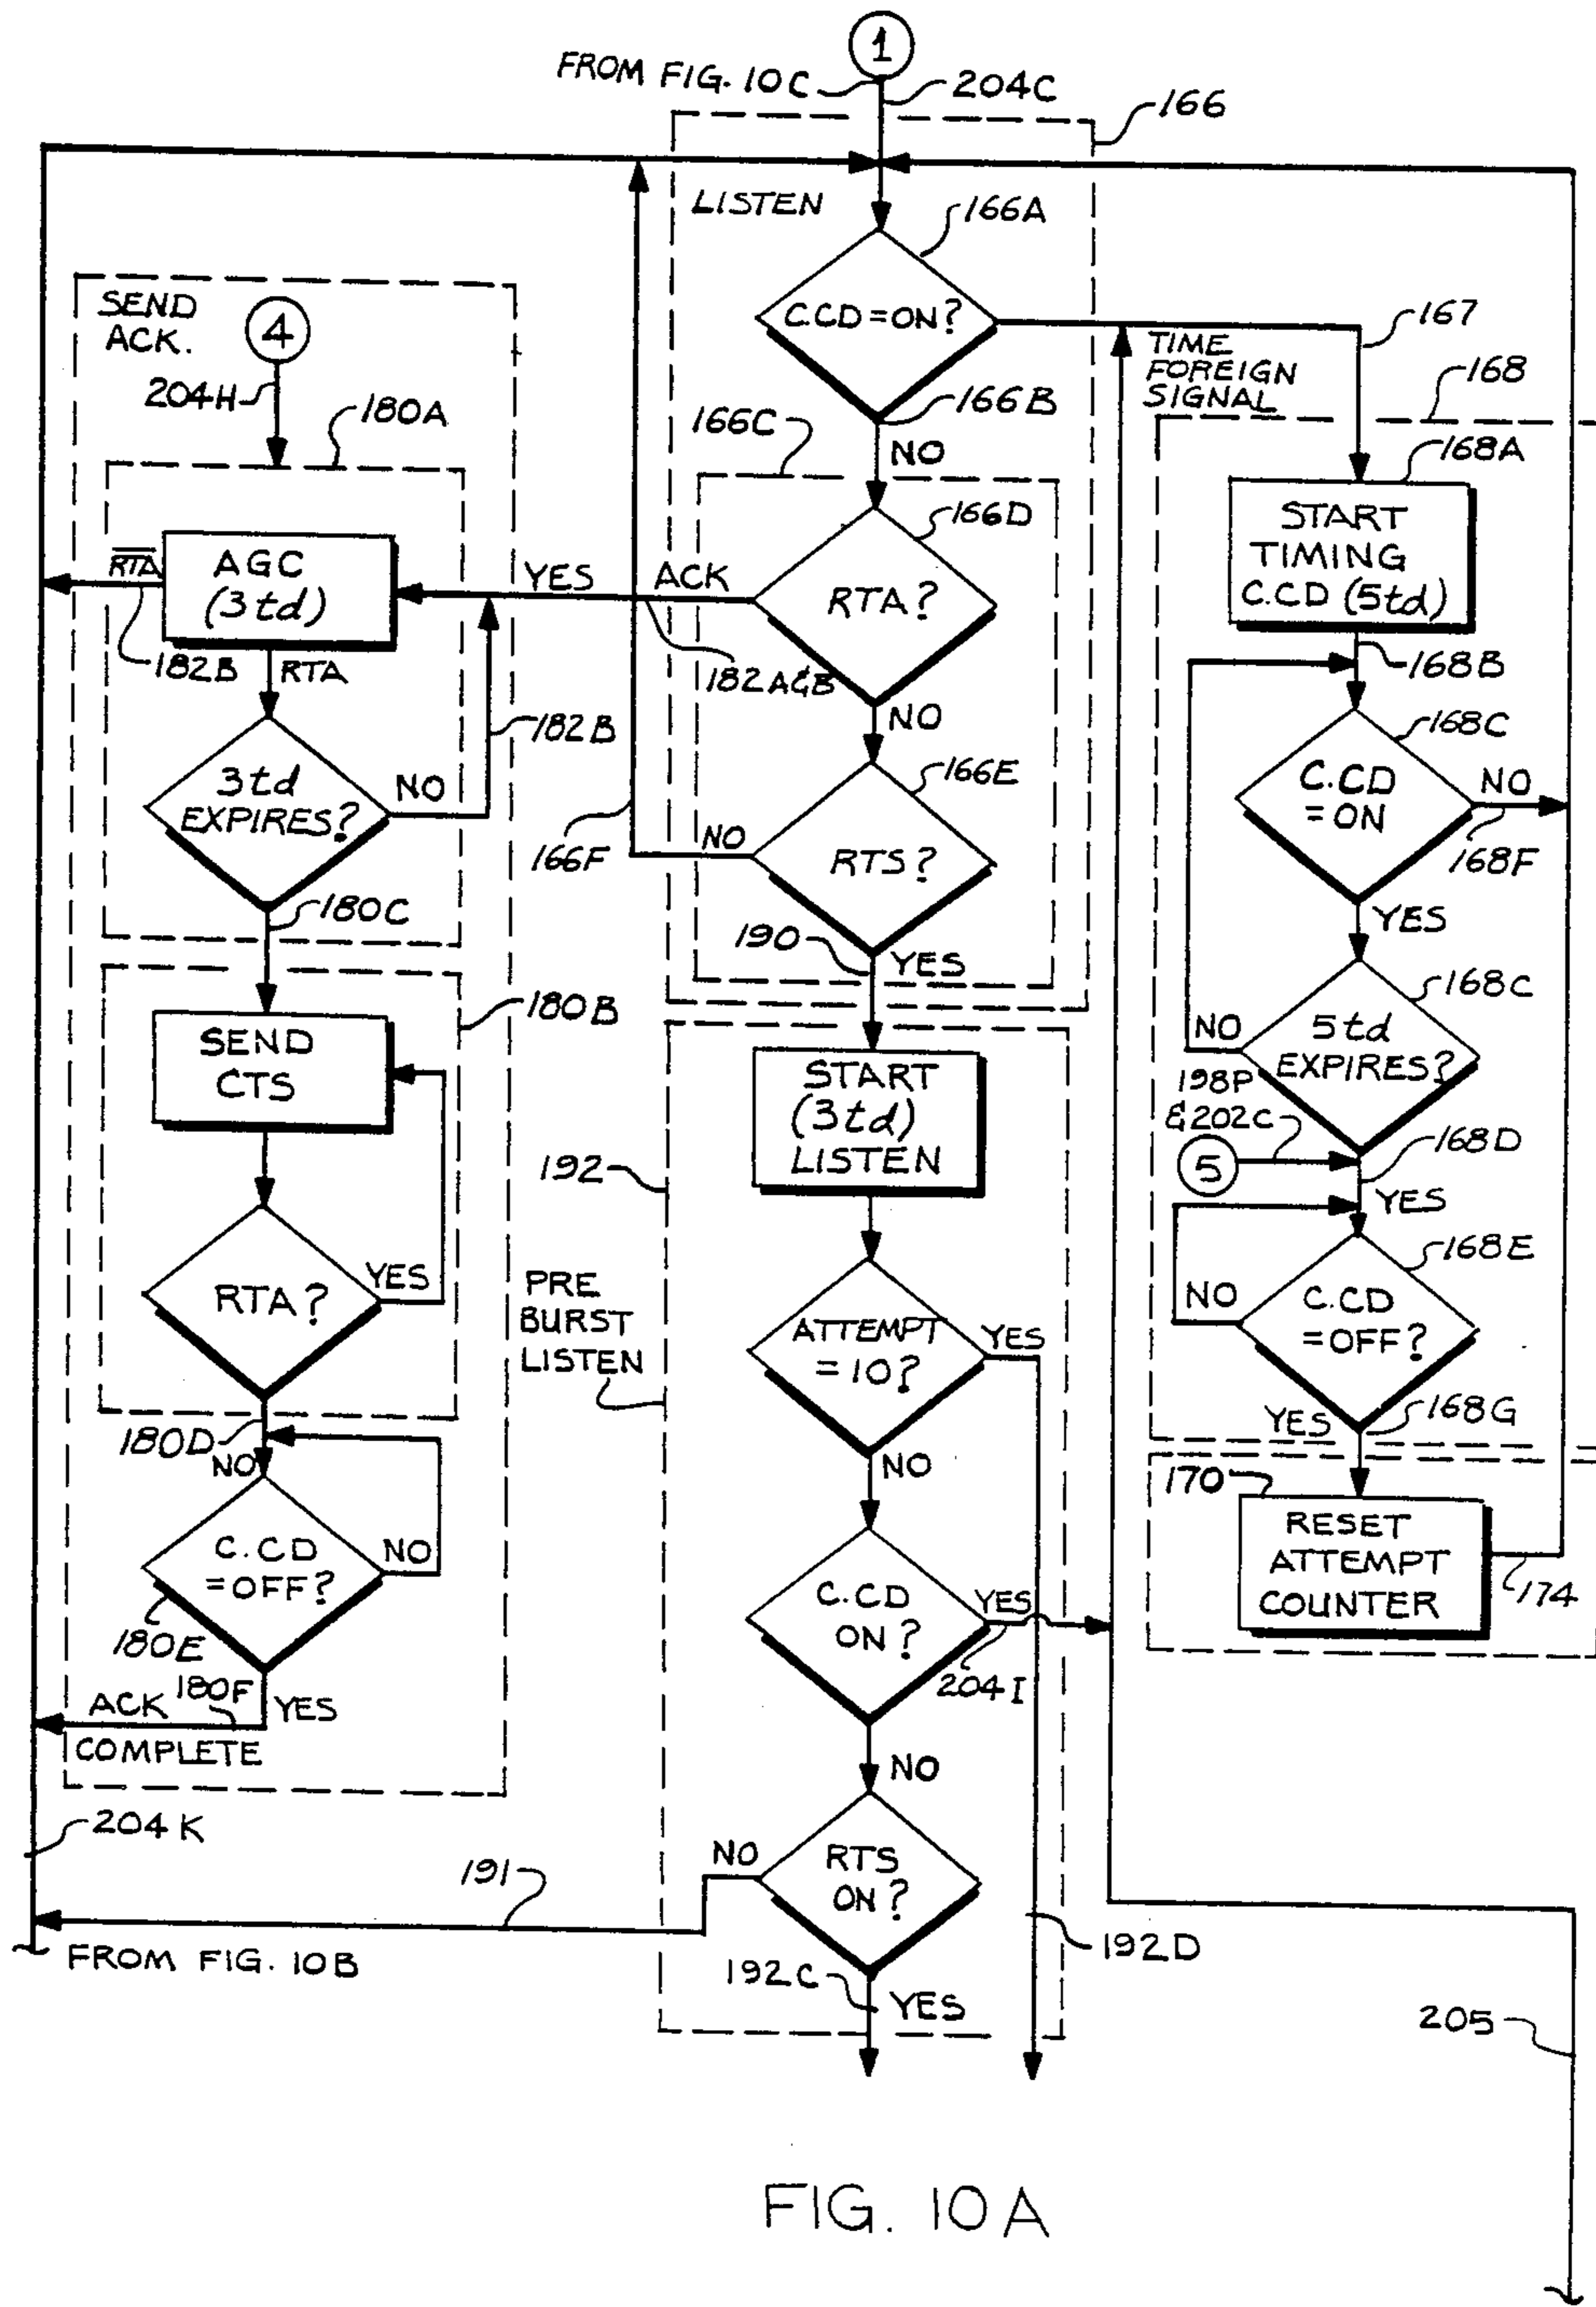 1
FROM FIG. 10C
204C
166
LISTEN
166A
C.CD = ON?
166B
NO
167
TIME
FOREIGN
SIGNAL
168
SEND
ACK.
4
204H
180A
166C
166D
RTA?
ACK
YES
182A&B
NO
166E
RTS?
NO
166F
190
YES
RTA
182B
AGC
(3td)
RTA
182B
3td
EXPIRES?
NO
180C
180B
SEND
CTS
RTA?
YES
180D
NO
C.CD
=OFF?
NO
180E
180F
YES
ACK
COMPLETE
204K
168A
START
TIMING
C.CD (5td)
168B
168C
C.CD
= ON
NO
168F
YES
168C
5td
EXPIRES?
NO
198P
&202C
5
168D
YES
168E
C.CD
=OFF?
NO
YES
168G
170
RESET
ATTEMPT
COUNTER
174
192
START
(3td)
LISTEN
PRE
BURST
LISTEN
ATTEMPT
= 10?
YES
NO
C.CD
ON?
YES
204I
NO
RTS
ON?
NO
191
FROM FIG. 10B
192C
YES
192D
205
FIG. 10A